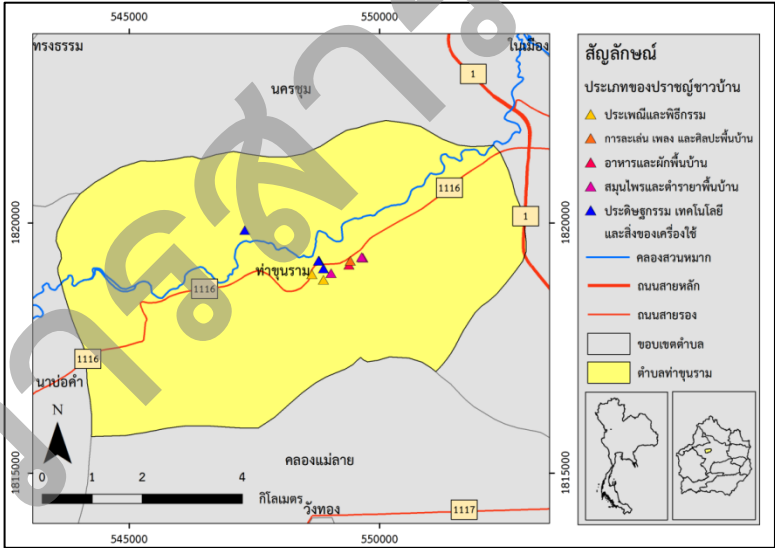 545000 550000
ทรงธรรม ในเมือง
นครชุม
1
1116
1820000 1820000
1
ท่าขุนราม
1116
1116
นาบ่อคำ
N
คลองแม่ลาย
1815000 1815000
0 1 2 4
กิโลเมตร
วังทอง
1117
545000 550000
สัญลักษณ์
ประเภทของปราชญ์ชาวบ้าน
ประเพณีและพิธีกรรม
การละเล่น เพลง และศิลปะพื้นบ้าน
อาหารและผักพื้นบ้าน
สมุนไพรและตำรายาพื้นบ้าน
ประดิษฐกรรม เทคโนโลยี
และสิ่งของเครื่องใช้
คลองสวนหมาก
ถนนสายหลัก
ถนนสายรอง
ขอบเขตตำบล
ตำบลท่าขุนราม